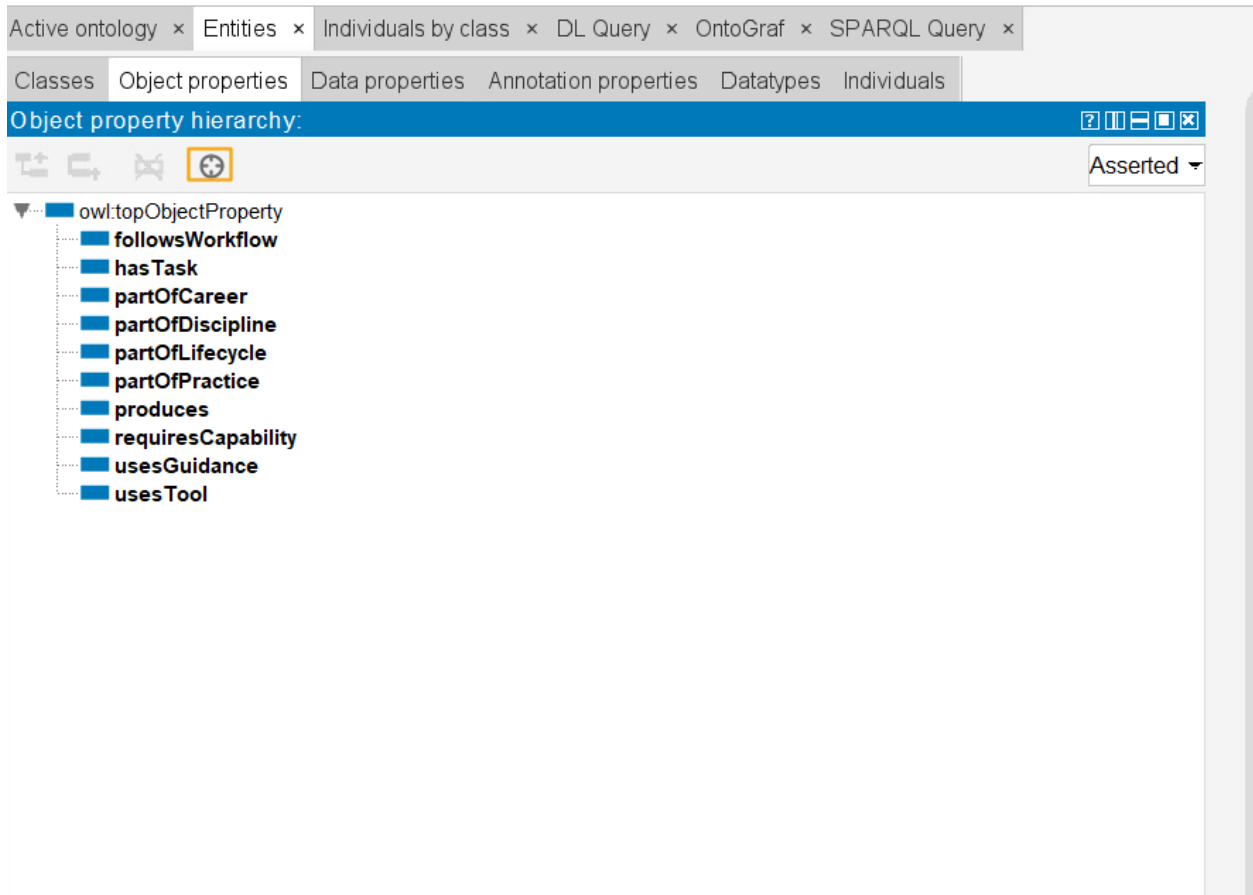 Active ontology × Entities × Individuals by class × DL Query × OntoGraf × SPARQL Query ×
Classes Object properties Data properties Annotation properties Datatypes Individuals
Object property hierarchy:
Asserted
owl:topObjectProperty
followsWorkflow
hasTask
partOfCareer
partOfDiscipline
partOfLifecycle
partOfPractice
produces
requiresCapability
usesGuidance
usesTool